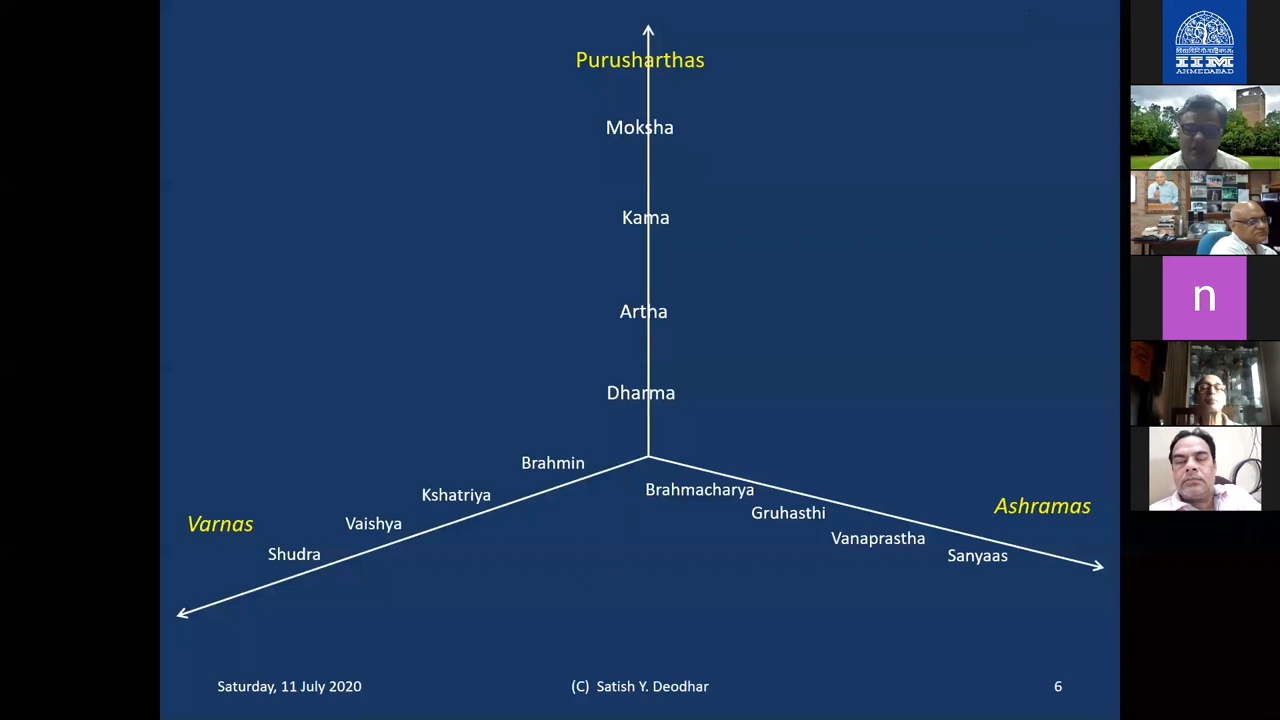 Purusharthas
Moksha
Kama
Artha
Dharma
Brahmin
Kshatriya
Vaishya
Varnas
Shudra
Brahmacharya
Gruhasthi
Vanaprastha
Sanyaas
Ashramas
Saturday, 11 July 2020
(C) Satish Y. Deodhar
6
IIM
AHMEDABAD
n